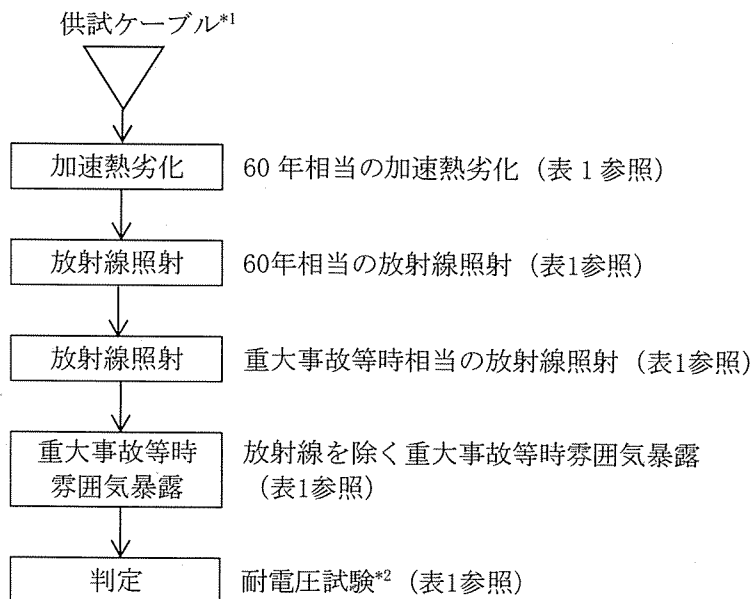 供試ケーブル*1
加速熱劣化 60年相当の加速熱劣化（表1参照）
放射線照射 60年相当の放射線照射（表1参照）
放射線照射 重大事故等時相当の放射線照射（表1参照）
重大事故等時 放射線を除く重大事故等時雰囲気暴露
雰囲気暴露 （表1参照）
判定 耐電圧試験*2（表1参照）